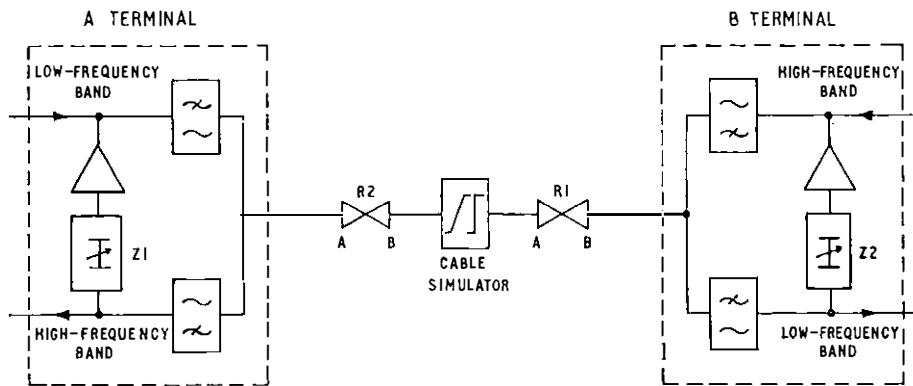 A TERMINAL
B TERMINAL
LOW-FREQUENCY
BAND
HIGH-FREQUENCY
BAND
R2
R1
A
B
A
B
Z1
Z2
CABLE
SIMULATOR
HIGH-FREQUENCY
BAND
LOW-FREQUENCY
BAND